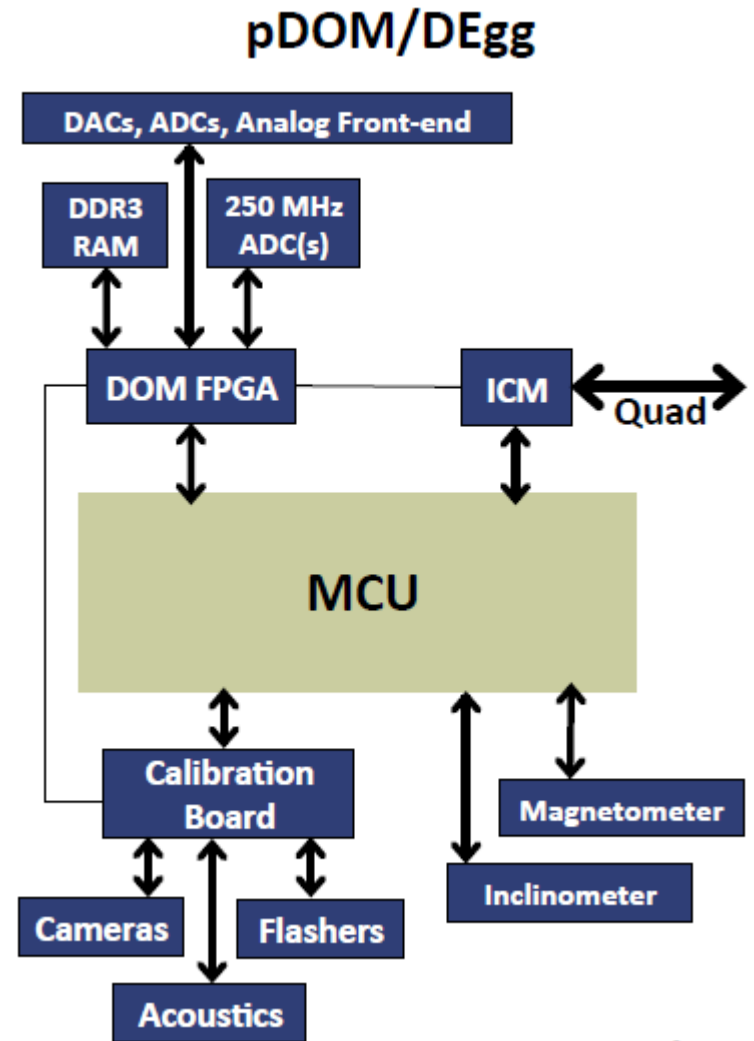 pDOM/DEgg
DACs, ADCs, Analog Front-end
DDR3
RAM
250 MHz
ADC(s)
DOM FPGA
ICM
Quad
MCU
Calibration
Board
Magnetometer
Inclinometer
Cameras
Flashers
Acoustics